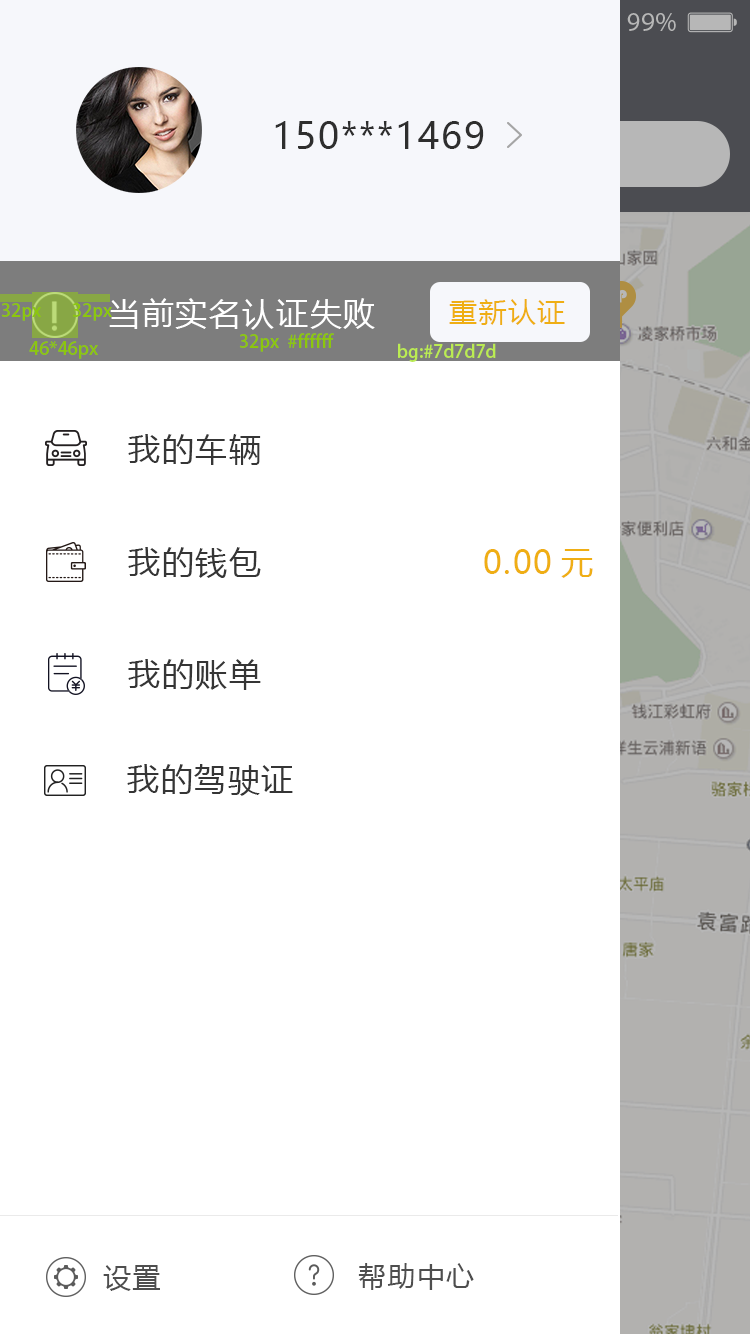 99%
150***1469
当前实名认证失败
重新认证
32px
32px
46*46px
32px #ffffff
bg:#7d7d7d
我的车辆
我的钱包
0.00 元
我的账单
我的驾驶证
设置
帮助中心
家园
凌家桥市场
六和
家便利店
钱江彩虹府
生云浦新语
骆家
太平庙
袁富
唐家